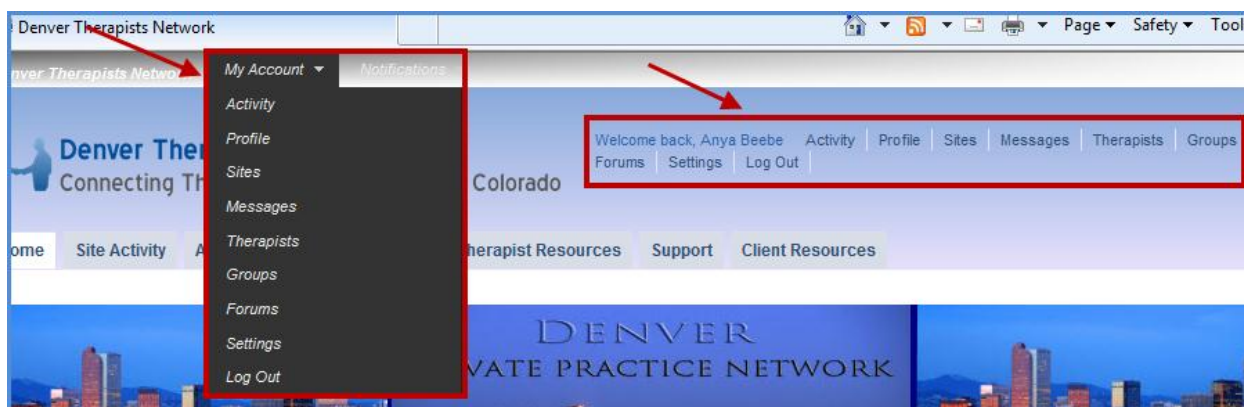 Denver Therapists Network
Page Safety Tool
nver Therapists Netwo My Account Notifications
Activity
Profile
Sites
Messages
Therapists
Groups
Forums
Settings
Log Out
Welcome back, Anya Beebe Activity Profile Sites Messages Therapists Groups
Forums Settings Log Out
Denver Ther
Connecting Th Colorado
ome Site Activity A herapist Resources Support Client Resources
DENVER
VATE PRACTICE NETWORK